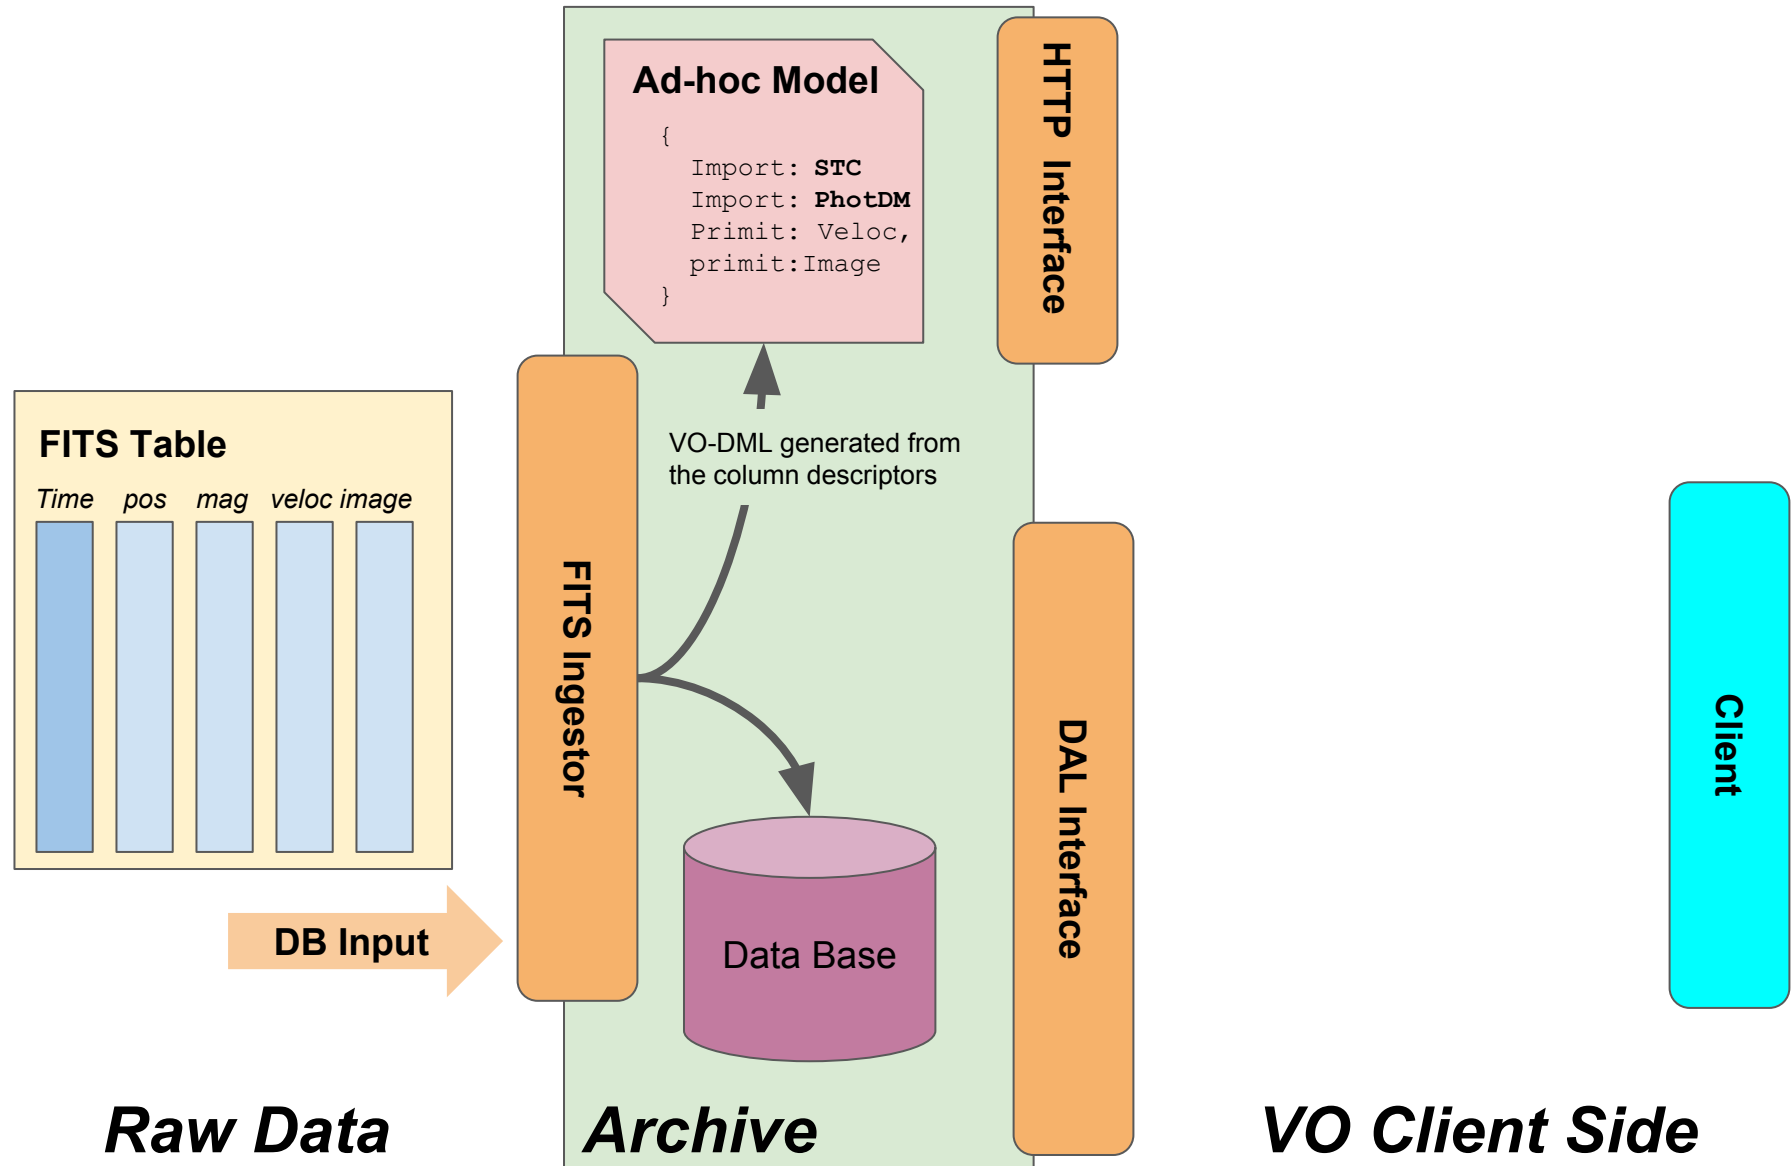 Ad-hoc Model
{
Import: STC
Import: PhotDM
Primit: Veloc,
primit:Image
}
HTTP Interface
VO-DML generated from
the column descriptors
FITS Table
Time pos mag veloc image
FITS Ingestor
DB Input
Data Base
DAL Interface
Client
Raw Data
Archive
VO Client Side